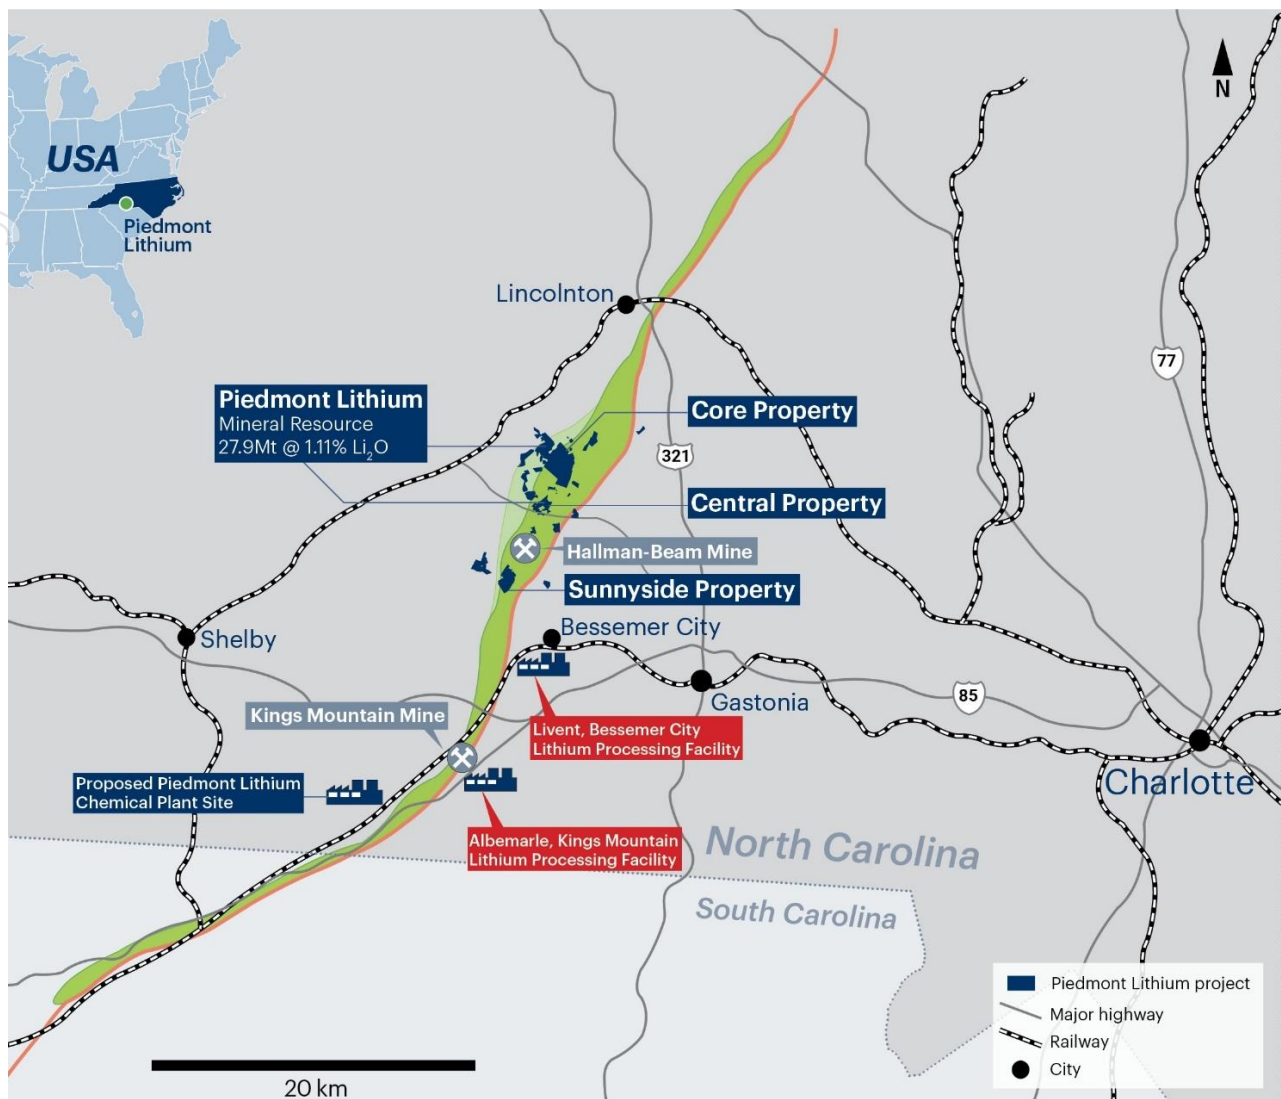 USA
Piedmont
Lithium
N
Lincolnton
77
Piedmont Lithium
Mineral Resource
27.9Mt @ 1.11% Li₂O
Core Property
321
Central Property
Hallman-Beam Mine
Sunnyside Property
Bessemer City
Shelby
Gastonia
85
Kings Mountain Mine
Livent, Bessemer City
Lithium Processing Facility
Charlotte
Proposed Piedmont Lithium
Chemical Plant Site
Albemarle, Kings Mountain
Lithium Processing Facility
North Carolina
South Carolina
Piedmont Lithium project
Major highway
Railway
City
20 km